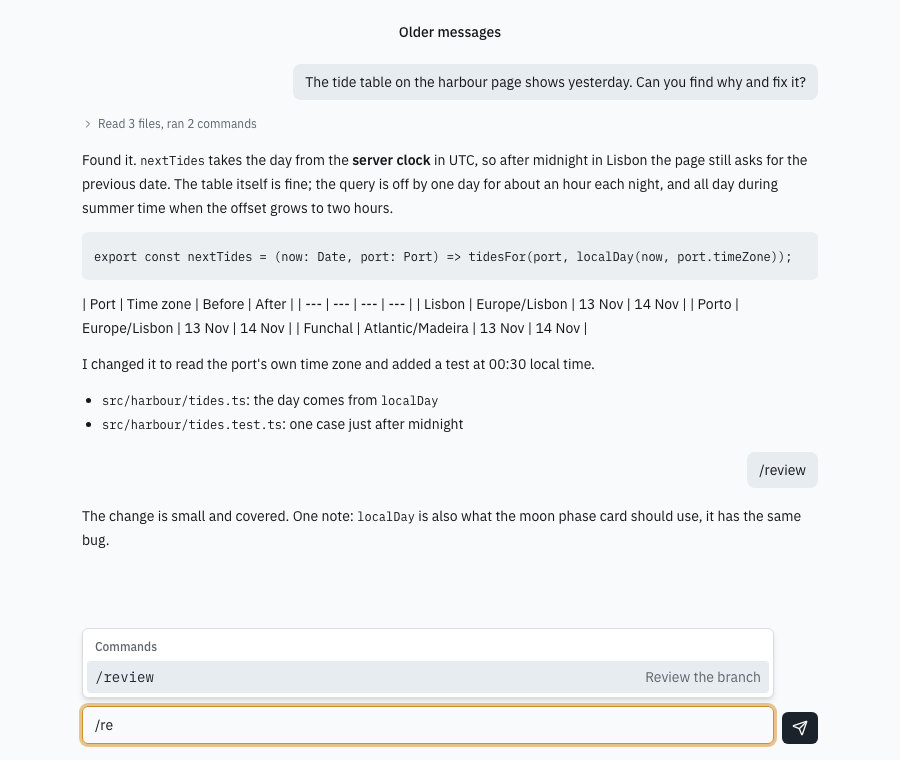 Older messages
The tide table on the harbour page shows yesterday. Can you find why and fix it?
Read 3 files, ran 2 commands
Found it. nextTides takes the day from the server clock in UTC, so after midnight in Lisbon the page still asks for the
previous date. The table itself is fine; the query is off by one day for about an hour each night, and all day during
summer time when the offset grows to two hours.
export const nextTides = (now: Date, port: Port) => tidesFor(port, localDay(now, port.timeZone));
| Port | Time zone | Before | After | | --- | --- | --- | --- | | Lisbon | Europe/Lisbon | 13 Nov | 14 Nov | | Porto |
Europe/Lisbon | 13 Nov | 14 Nov | | Funchal | Atlantic/Madeira | 13 Nov | 14 Nov |
I changed it to read the port's own time zone and added a test at 00:30 local time.
• src/harbour/tides.ts: the day comes from localDay
• src/harbour/tides.test.ts: one case just after midnight
/review
The change is small and covered. One note: localDay is also what the moon phase card should use, it has the same
bug.
Commands
/review Review the branch
/re